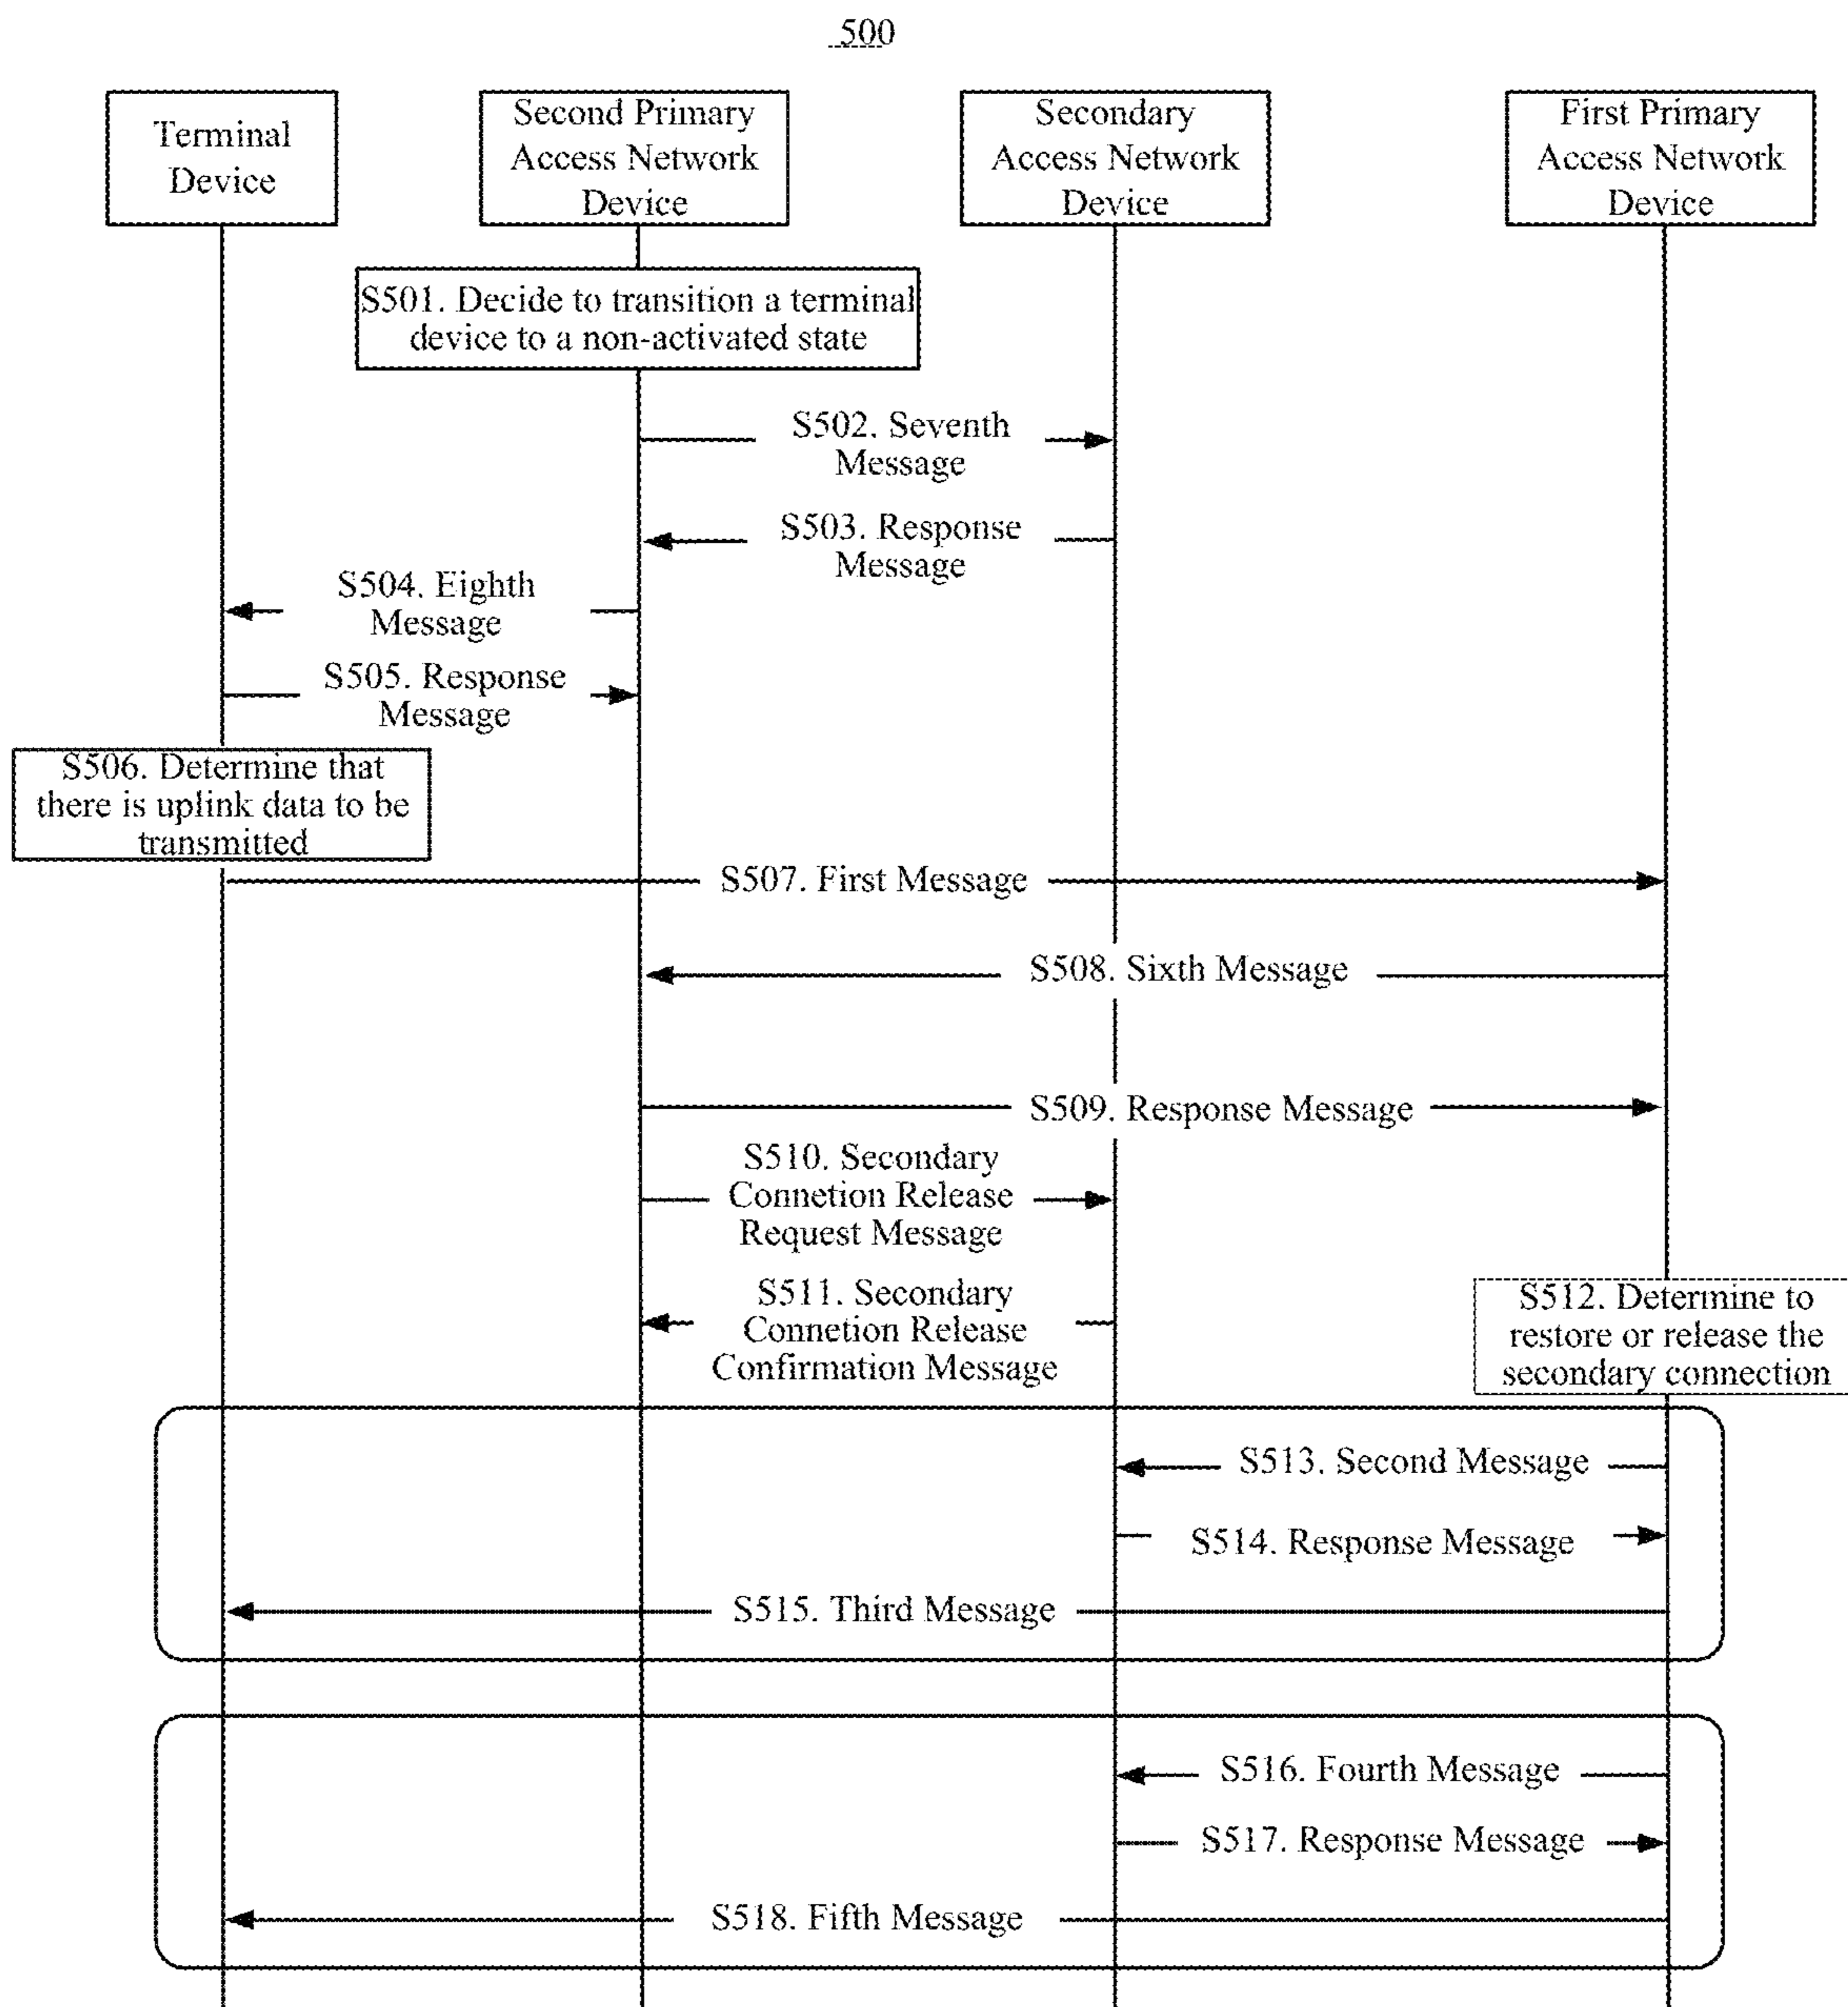 500
Terminal
Device
Second Primary
Access Network
Device
Secondary
Access Network
Device
First Primary
Access Network
Device
S501. Decide to transition a terminal
device to a non-activated state
S502. Seventh
Message
S503. Response
Message
S504. Eighth
Message
S505. Response
Message
S506. Determine that
there is uplink data to be
transmitted
S507. First Message
S508. Sixth Message
S509. Response Message
S510. Secondary
Connetion Release
Request Message
S511. Secondary
Connetion Release
Confirmation Message
S512. Determine to
restore or release the
secondary connection
S513. Second Message
S514. Response Message
S515. Third Message
S516. Fourth Message
S517. Response Message
S518. Fifth Message